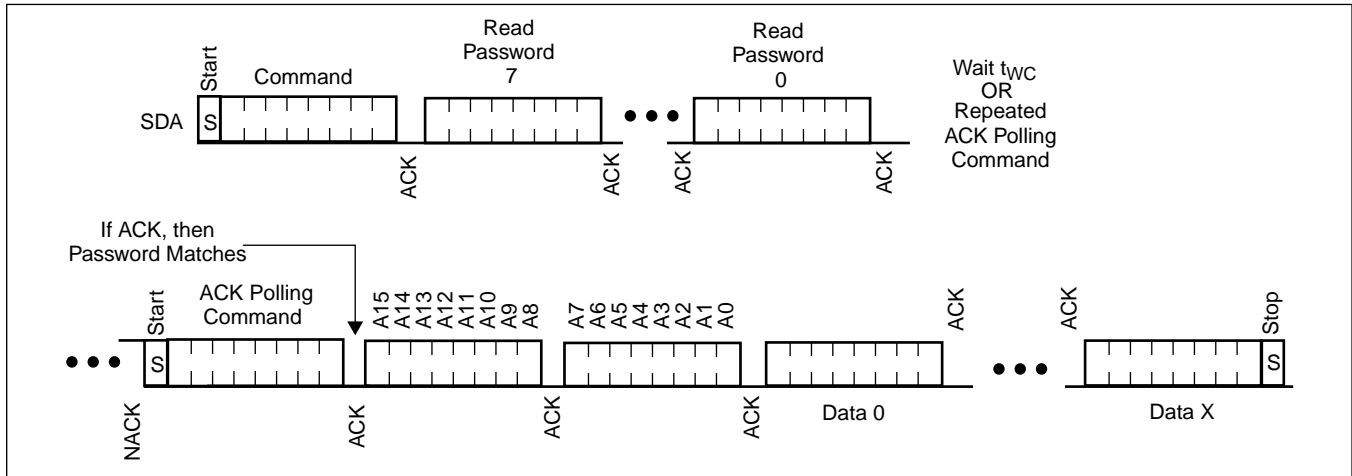 Read
Password
7
Read
Password
0
Start
Command
Wait tWC
OR
Repeated
ACK Polling
Command
SDA
S
ACK
ACK
ACK
ACK
If ACK, then
Password Matches
Start
ACK Polling
Command
A15
A14
A13
A12
A11
A10
A9
A8
A7
A6
A5
A4
A3
A2
A1
A0
ACK
ACK
Stop
S
S
NACK
ACK
ACK
ACK
Data 0
Data X